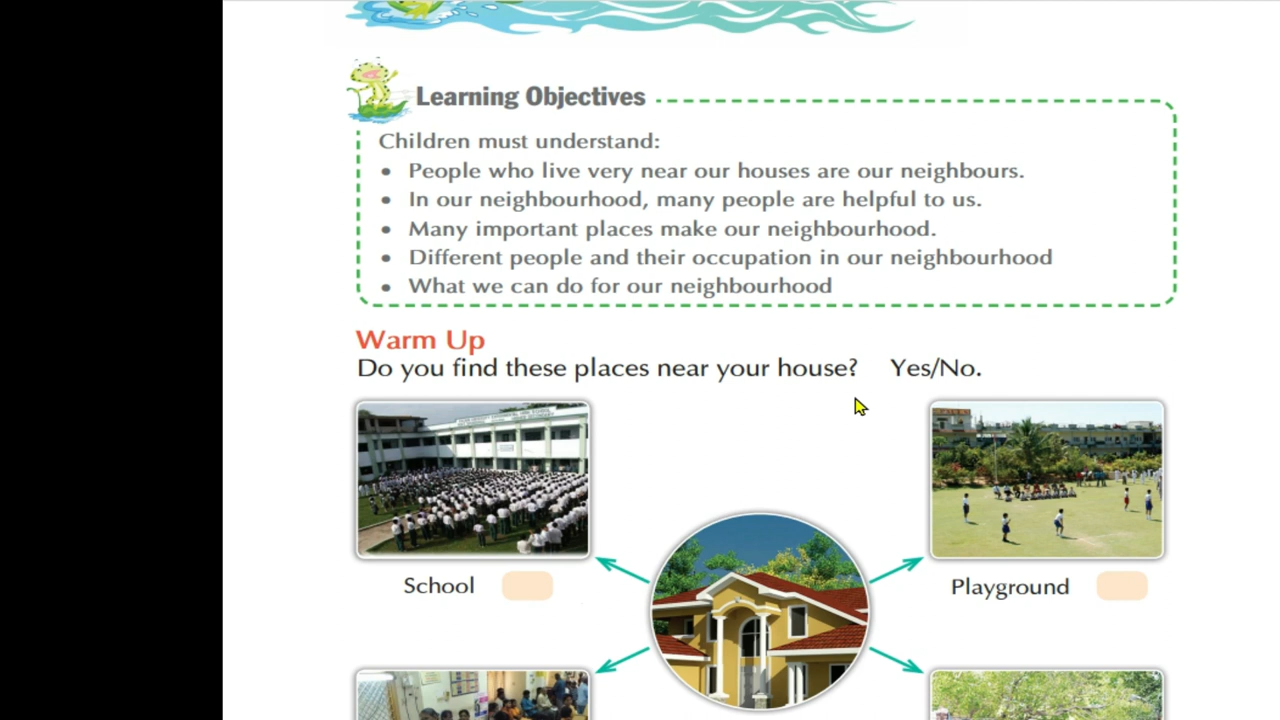 Learning Objectives
Children must understand:
• People who live very near our houses are our neighbours.
• In our neighbourhood, many people are helpful to us.
• Many important places make our neighbourhood.
• Different people and their occupation in our neighbourhood
• What we can do for our neighbourhood
Warm Up
Do you find these places near your house? Yes/No.
School
Playground